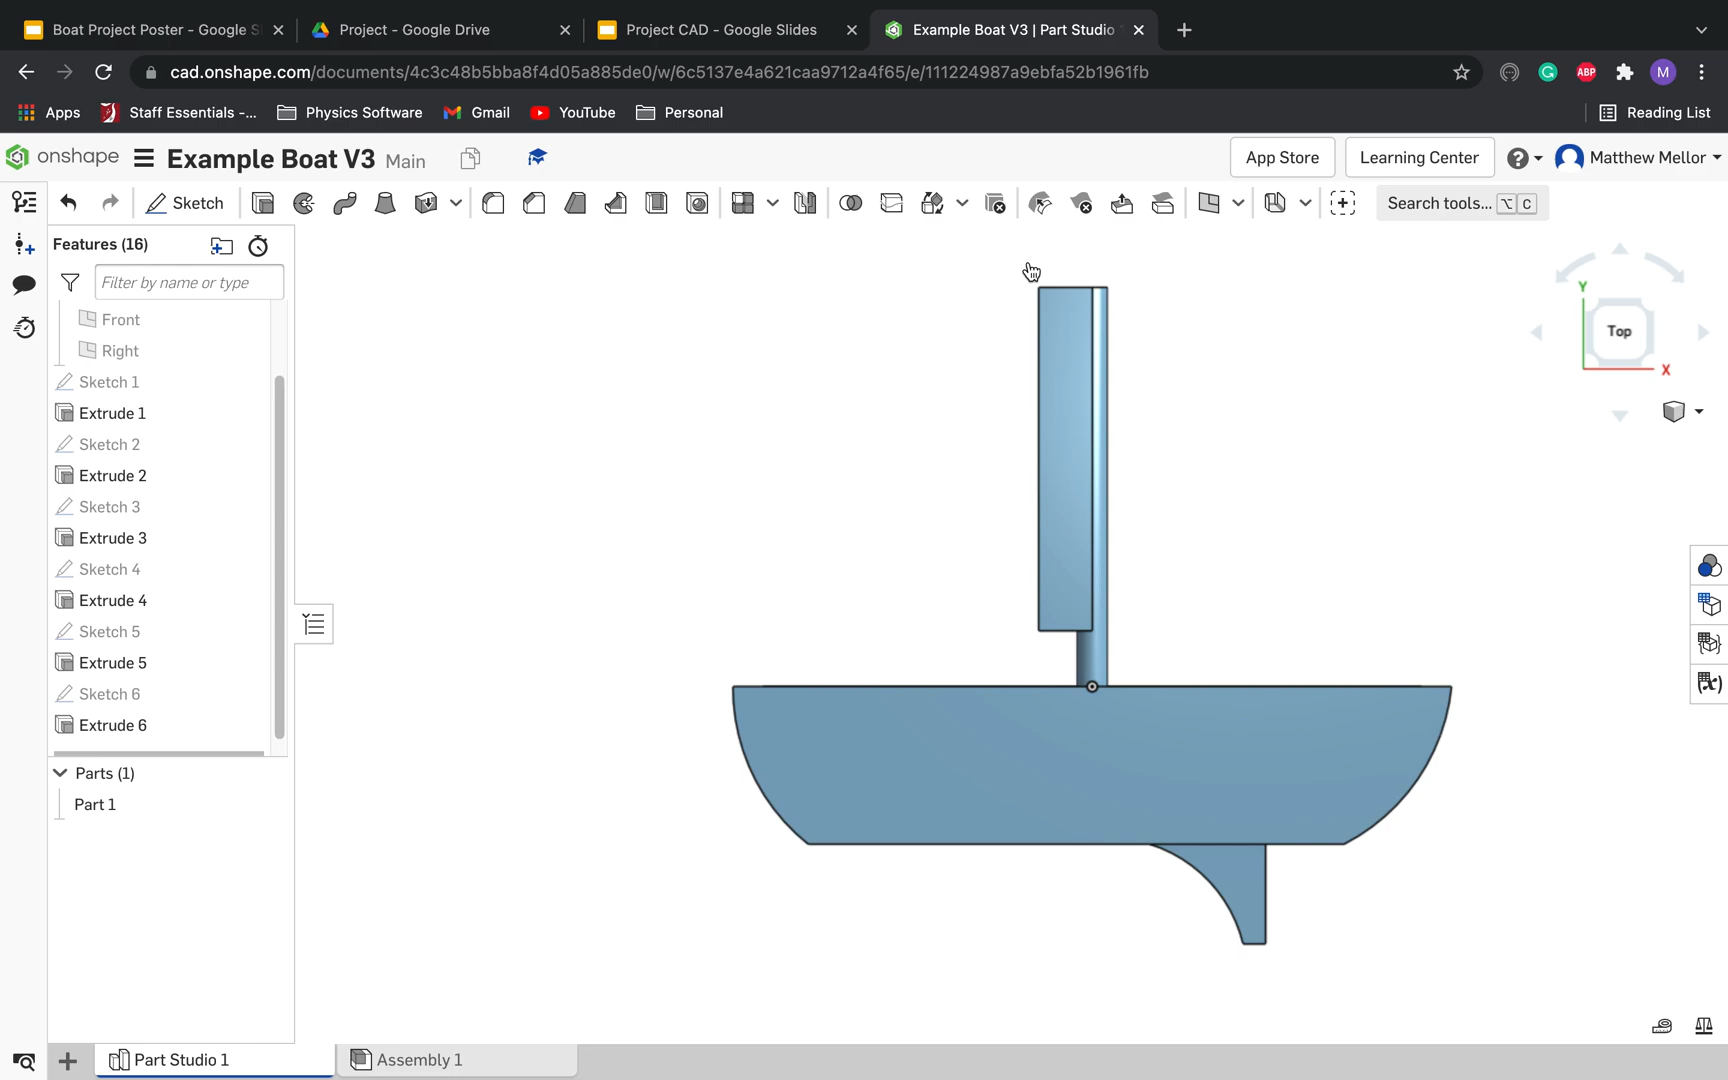 Boat Project Poster - Google S
Project - Google Drive
Project CAD - Google Slides
Example Boat V3 | Part Studio
cad.onshape.com/documents/4c3c48b5bba8f4d05a885de0/w/6c5137e4a621caa9712a4f65/e/111224987a9ebfa52b1961fb
G
ABP
M
Apps
Staff Essentials -...
Physics Software
Gmail
YouTube
Personal
Reading List
onshape
Example Boat V3 Main
App Store
Learning Center
?
Matthew Mellor
Sketch
Search tools... ⌥ C
Features (16)
Filter by name or type
Front
Right
Sketch 1
Extrude 1
Sketch 2
Extrude 2
Sketch 3
Extrude 3
Sketch 4
Extrude 4
Sketch 5
Extrude 5
Sketch 6
Extrude 6
Parts (1)
Part 1
Y
Top
X
(x)
Part Studio 1
Assembly 1